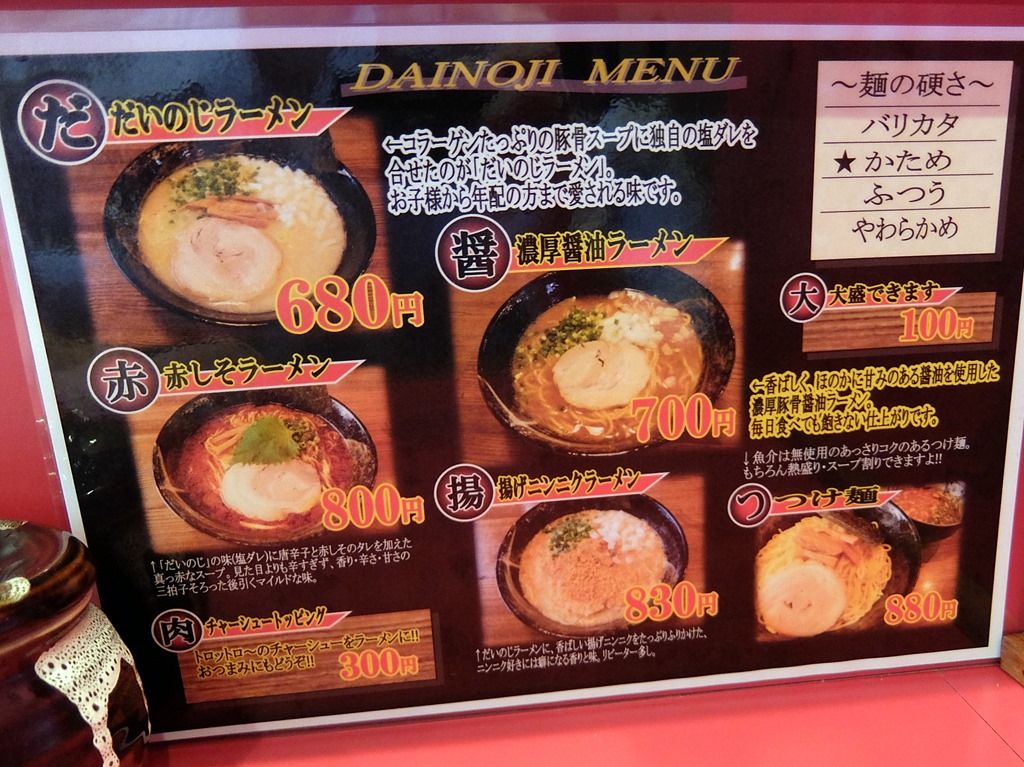 DAINOJI MENU
だ だいのじラーメン
680円
←コラーゲンたっぷりの豚骨スープに独自の塩ダレを
合せたのが「だいのじラーメン」。
お子様から年配の方まで愛される味です。
～麺の硬さ～
バリカタ
★かため
ふつう
やわらかめ
醤 濃厚醤油ラーメン
700円
大 大盛できます
100円
←香ばしく、ほのかに甘みのある醤油を使用した
濃厚豚骨醤油ラーメン。
毎日食べても飽きない仕上がりです。
赤 赤しそラーメン
800円
↑「だいのじ」の味(塩ダレ)に唐辛子と赤しそのタレを加えた
真っ赤なスープ。見た目よりも辛すぎず、香り・辛さ・甘さの
三拍子そろった後引くマイルドな味。
揚 揚げニンニクラーメン
830円
↑だいのじラーメンに、香ばしい揚げニンニクをたっぷりふりかけた、
ニンニク好きには癖になる香りと味。リピーター多し。
↓魚介は無使用のあっさりコクのあるつけ麺。
もちろん熱盛り・スープ割りできますよ!!
つ つけ麺
880円
肉 チャーシュートッピング
トロットロ～のチャーシューをラーメンに!!
おつまみにもどうぞ!!
300円